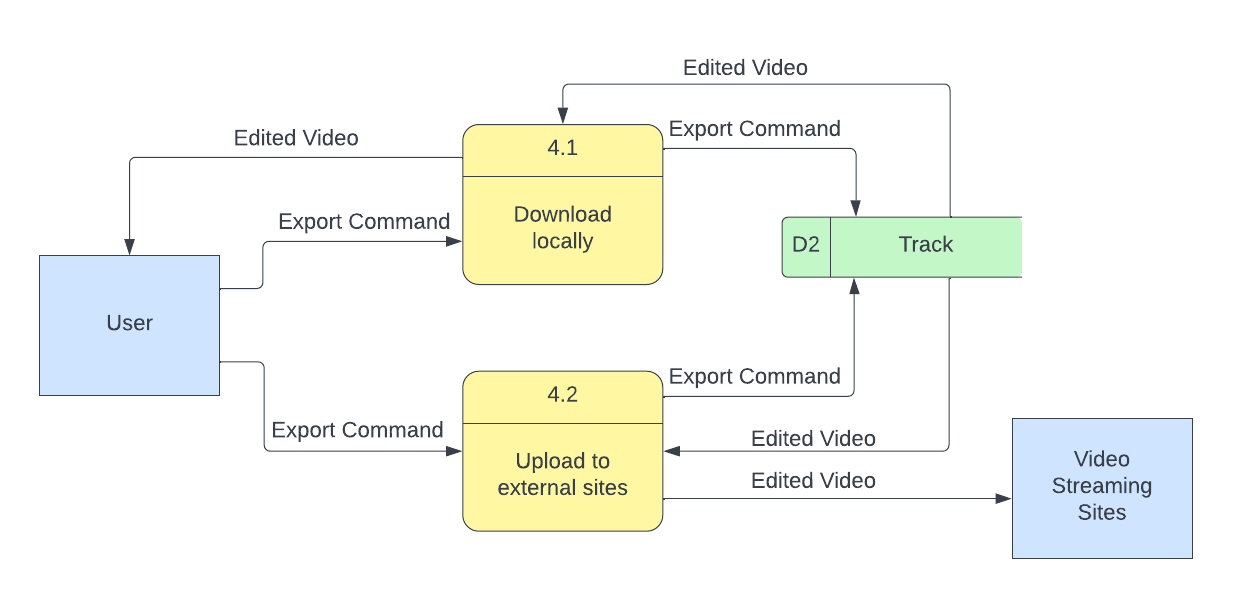 Edited Video
Edited Video
Export Command
4.1
Export Command
Download
locally
D2
Track
User
Export Command
4.2
Export Command
Edited Video
Upload to
external sites
Edited Video
Video
Streaming
Sites